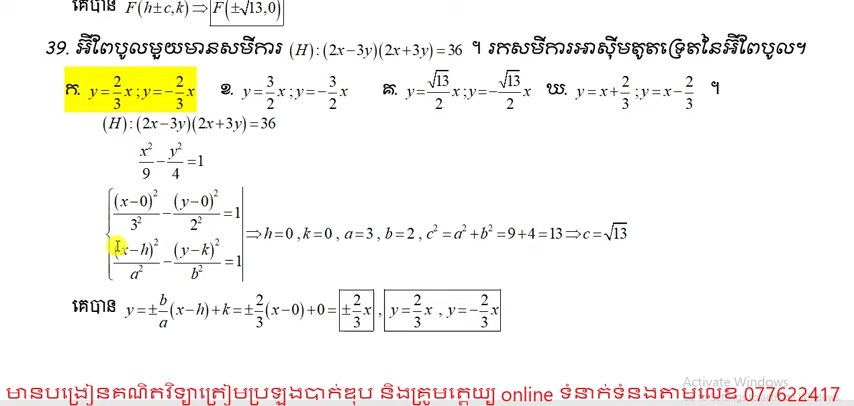 គេបាន F(h±c,k)⇒F(±√13,0)
39. អ៊ីពែបូលមួយមានសមីការ (H):(2x−3y)(2x+3y)=36 ។ រកសមីការអាស៊ីមតូតទ្រេតនៃអ៊ីពែបូល។
ក. y=2/3 x ; y=−2/3 x ខ. y=3/2 x ; y=−3/2 x គ. y=√13/2 x ; y=−√13/2 x ឃ. y=x+2/3 ; y=x−2/3 ។
(H):(2x−3y)(2x+3y)=36
x²/9 − y²/4 =1
(x−0)²/3² − (y−0)²/2² =1
⇒h=0 , k=0 , a=3 , b=2 , c²=a²+b²=9+4=13⇒c=√13
(x−h)²/a² − (y−k)²/b² =1
គេបាន y=±b/a(x−h)+k=±2/3(x−0)+0=±2/3 x , y=2/3 x , y=−2/3 x
Activate Windows
មានបង្រៀនគណិតវិទ្យាត្រៀមប្រឡងបាក់ឌុប និងគ្រូមត្តេយ្យ online ទំនាក់ទំនងតាមលេខ 077622417